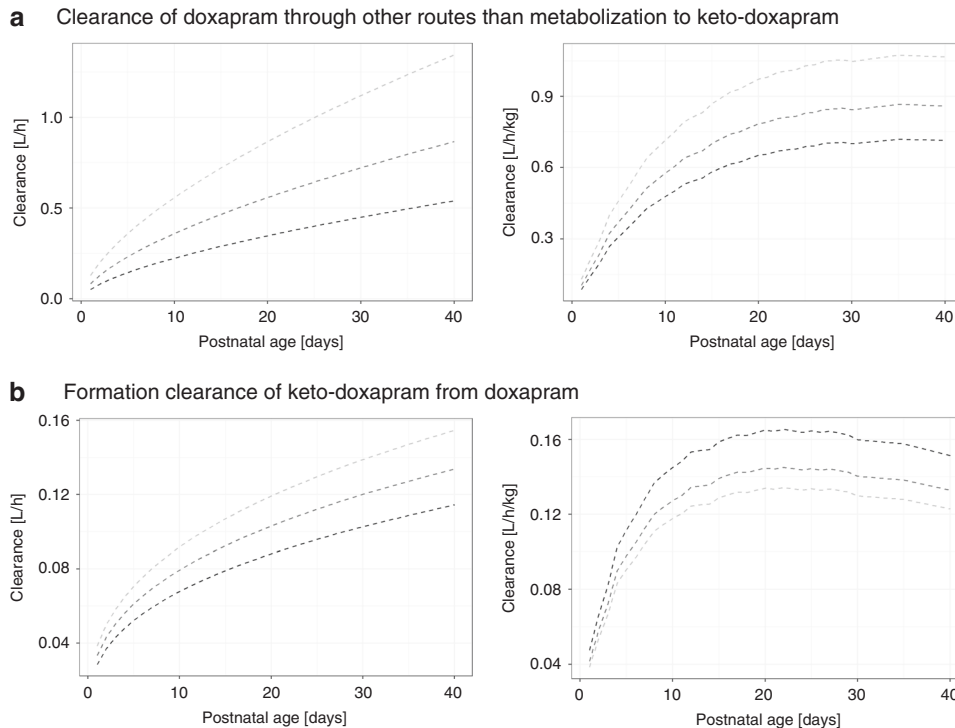 a Clearance of doxapram through other routes than metabolization to keto-doxapram
Clearance [L/h]
1.0
0.5
0.0
0 10 20 30 40
Postnatal age [days]
Clearance [L/h/kg]
0.9
0.6
0.3
0 10 20 30 40
Postnatal age [days]
b Formation clearance of keto-doxapram from doxapram
Clearance [L/h]
0.16
0.12
0.08
0.04
0 10 20 30 40
Postnatal age [days]
Clearance [L/h/kg]
0.16
0.12
0.08
0.04
0 10 20 30 40
Postnatal age [days]